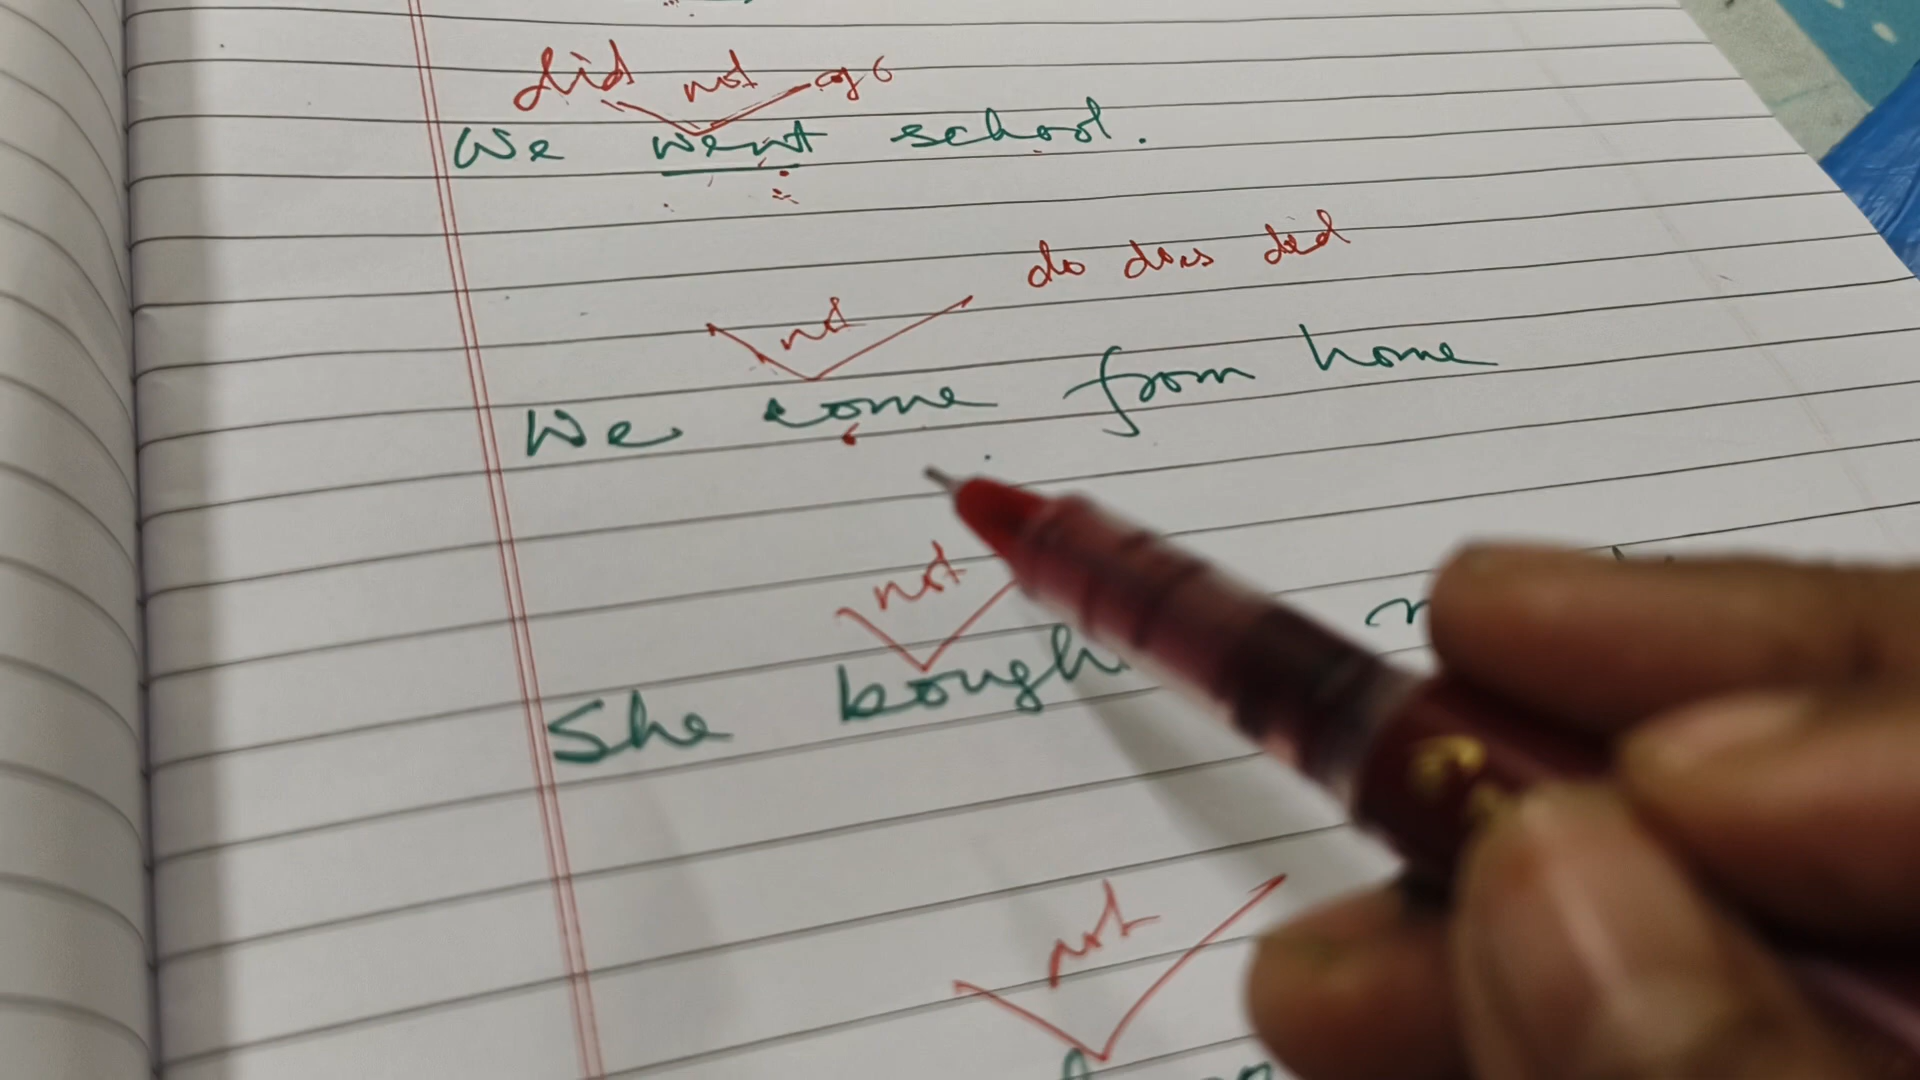 did not go
We went school.
do does did
not
We come from home
not
She bough
not